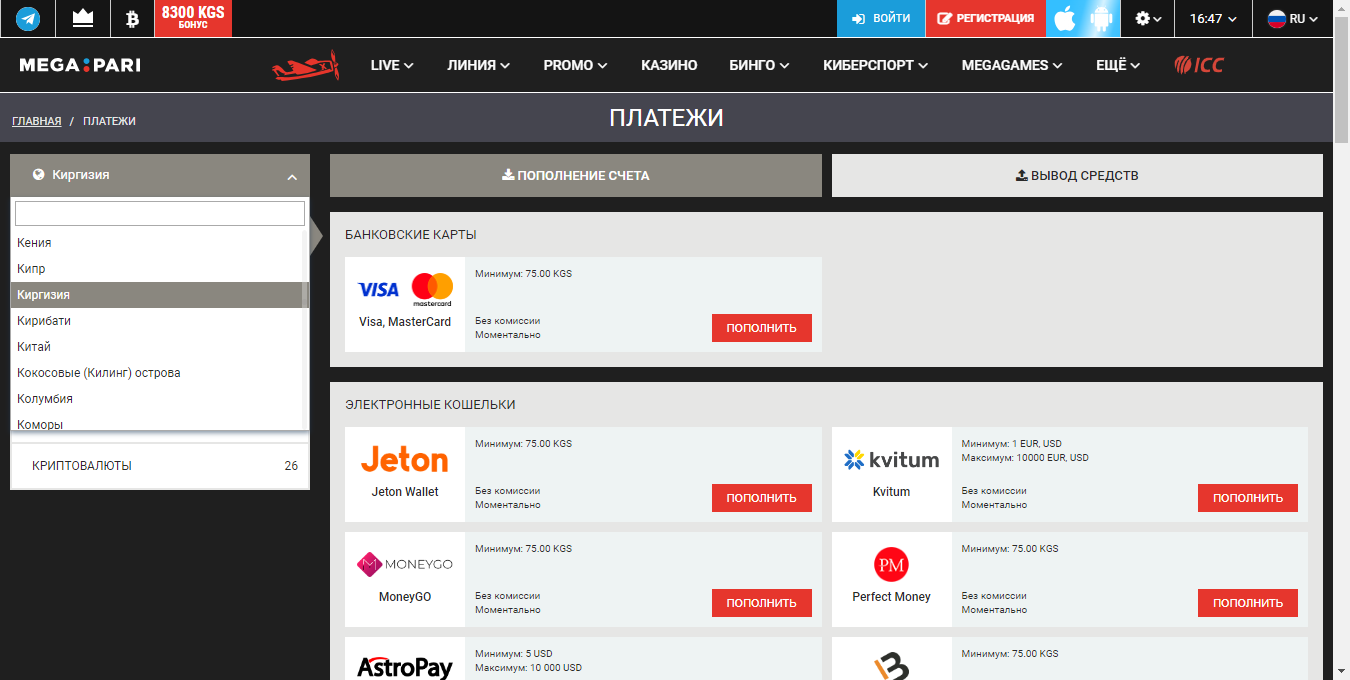 8300 KGS
БОНУС
ВОЙТИ
РЕГИСТРАЦИЯ
16:47
RU
MEGA PARI
LIVE
ЛИНИЯ
PROMO
КАЗИНО
БИНГО
КИБЕРСПОРТ
MEGAGAMES
ЕЩЁ
ICC
ГЛАВНАЯ / ПЛАТЕЖИ
ПЛАТЕЖИ
Киргизия
Кения
Кипр
Киргизия
Кирибати
Китай
Кокосовые (Килинг) острова
Колумбия
Коморы
КРИПТОВАЛЮТЫ 26
ПОПОЛНЕНИЕ СЧЕТА
ВЫВОД СРЕДСТВ
БАНКОВСКИЕ КАРТЫ
VISA
mastercard
Visa, MasterCard
Минимум: 75.00 KGS
Без комиссии
Моментально
ПОПОЛНИТЬ
ЭЛЕКТРОННЫЕ КОШЕЛЬКИ
Jeton
Jeton Wallet
Минимум: 75.00 KGS
Без комиссии
Моментально
ПОПОЛНИТЬ
kvitum
Kvitum
Минимум: 1 EUR, USD
Максимум: 10000 EUR, USD
Без комиссии
Моментально
ПОПОЛНИТЬ
MONEYGO
MoneyGO
Минимум: 75.00 KGS
Без комиссии
Моментально
ПОПОЛНИТЬ
PM
Perfect Money
Минимум: 75.00 KGS
Без комиссии
Моментально
ПОПОЛНИТЬ
AstroPay
Минимум: 5 USD
Максимум: 10 000 USD
Минимум: 75.00 KGS